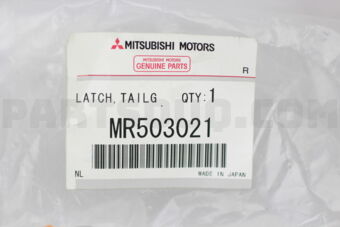 MITSUBISHI MOTORS
MITSUBISHI MOTORS
GENUINE PARTS
R
LATCH, TAILG QTY:1
MR503021
NL MADE IN JAPAN